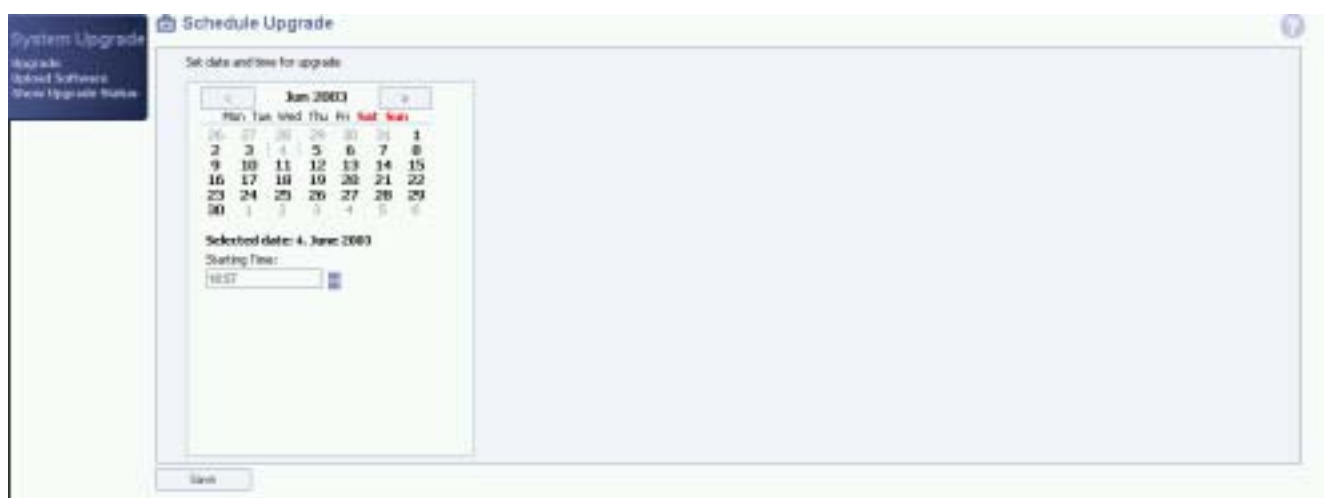 System Upgrade
Upgrade
Upload Software
Show Upgrade Status
Schedule Upgrade
?
Set date and time for upgrade
< Jun 2003 >
Mon Tue Wed Thu Fri Sat Sun
26 27 28 29 30 31 1
2 3 4 5 6 7 8
9 10 11 12 13 14 15
16 17 18 19 20 21 22
23 24 25 26 27 28 29
30 1 2 3 4 5 6
Selected date: 4. June 2003
Starting Time:
Save